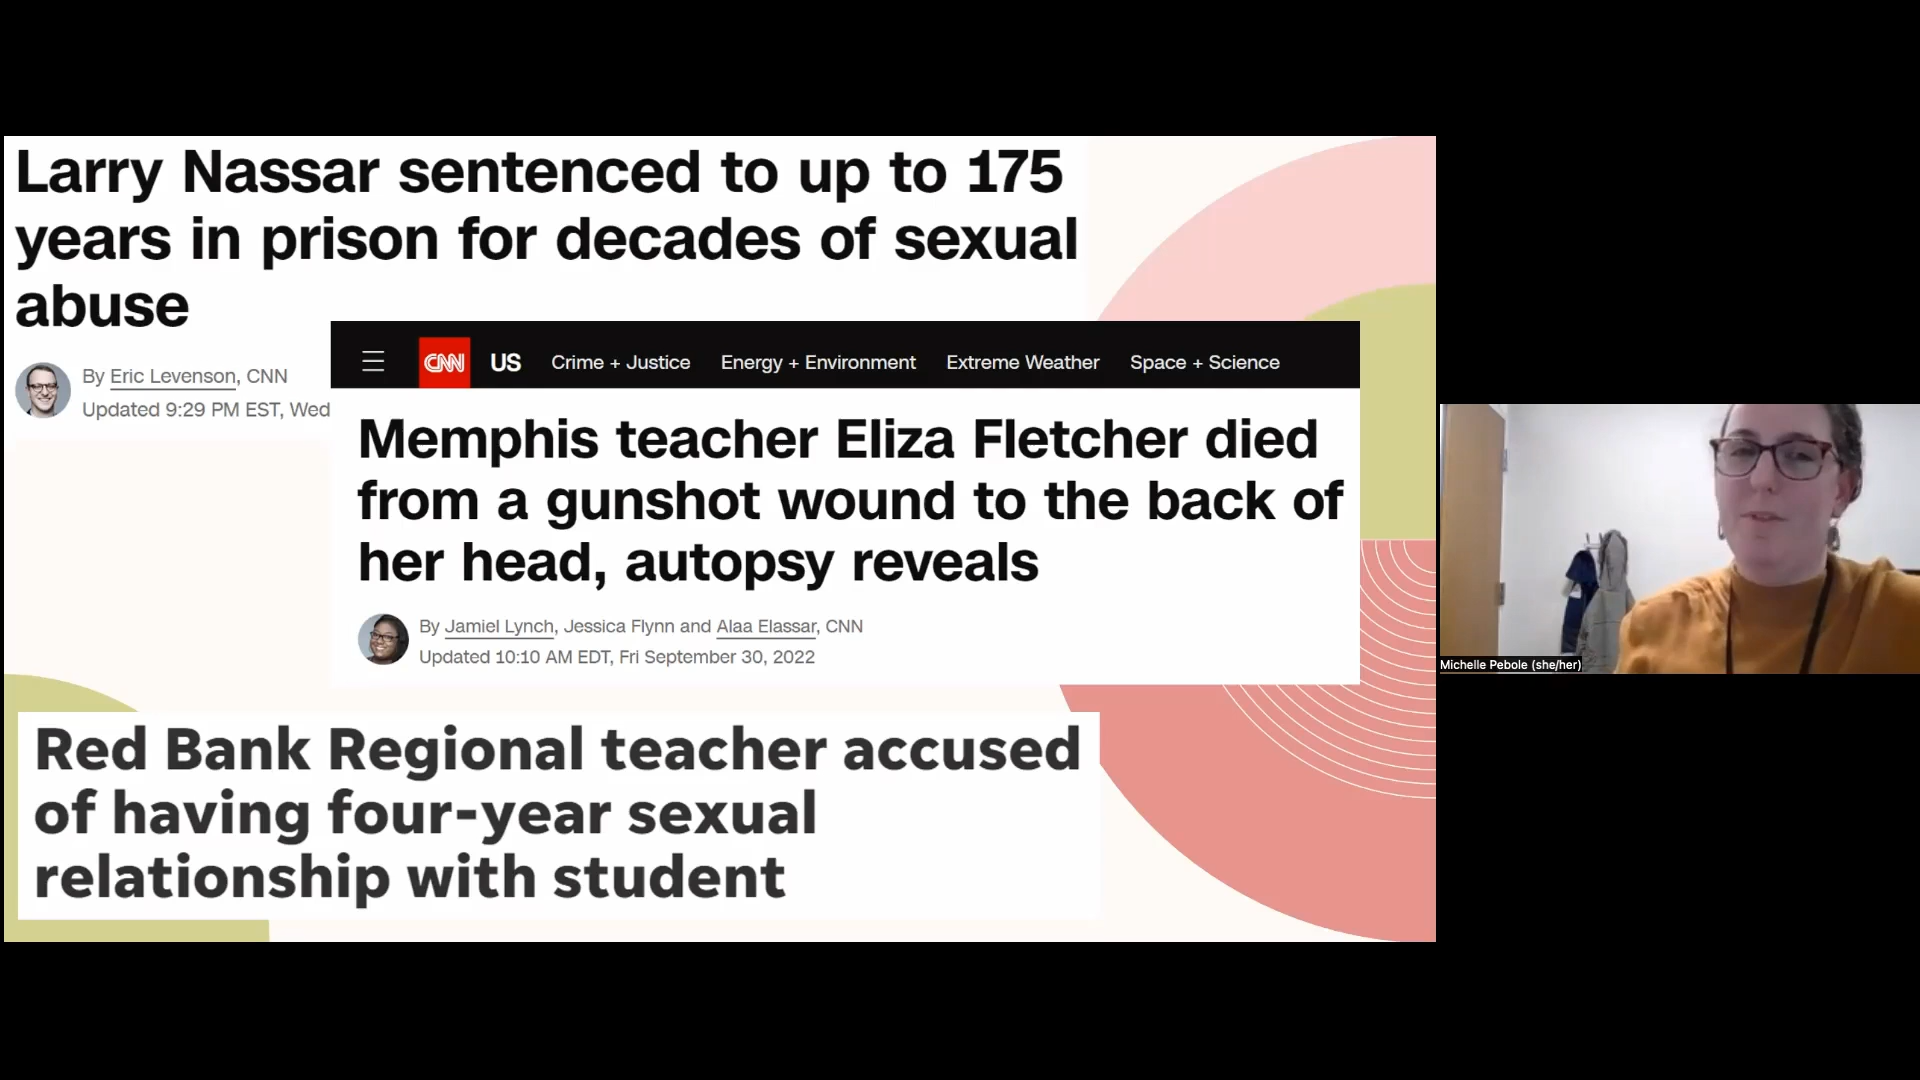 Larry Nassar sentenced to up to 175
years in prison for decades of sexual
abuse
By Eric Levenson, CNN
Updated 9:29 PM EST, Wed
CNN US Crime + Justice Energy + Environment Extreme Weather Space + Science
Memphis teacher Eliza Fletcher died
from a gunshot wound to the back of
her head, autopsy reveals
By Jamiel Lynch, Jessica Flynn and Alaa Elassar, CNN
Updated 10:10 AM EDT, Fri September 30, 2022
Red Bank Regional teacher accused
of having four-year sexual
relationship with student
Michelle Pebole (she/her)